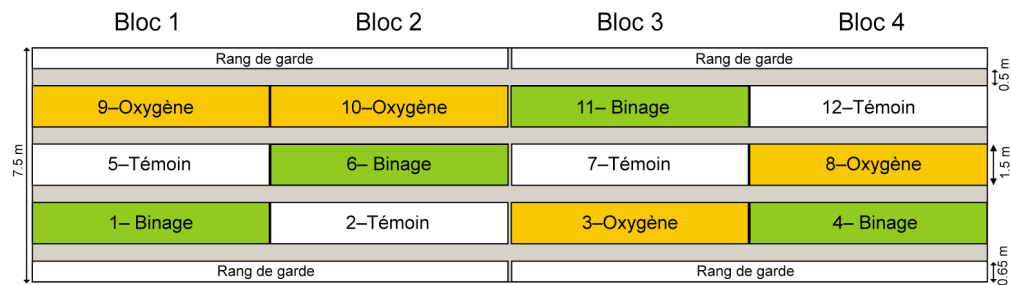 Bloc 1 Bloc 2 Bloc 3 Bloc 4
Rang de garde Rang de garde
0.5 m
9–Oxygène 10–Oxygène 11– Binage 12–Témoin
7.5 m
5–Témoin 6– Binage 7–Témoin 8–Oxygène
1.5 m
1– Binage 2–Témoin 3–Oxygène 4– Binage
Rang de garde Rang de garde
0.65 m